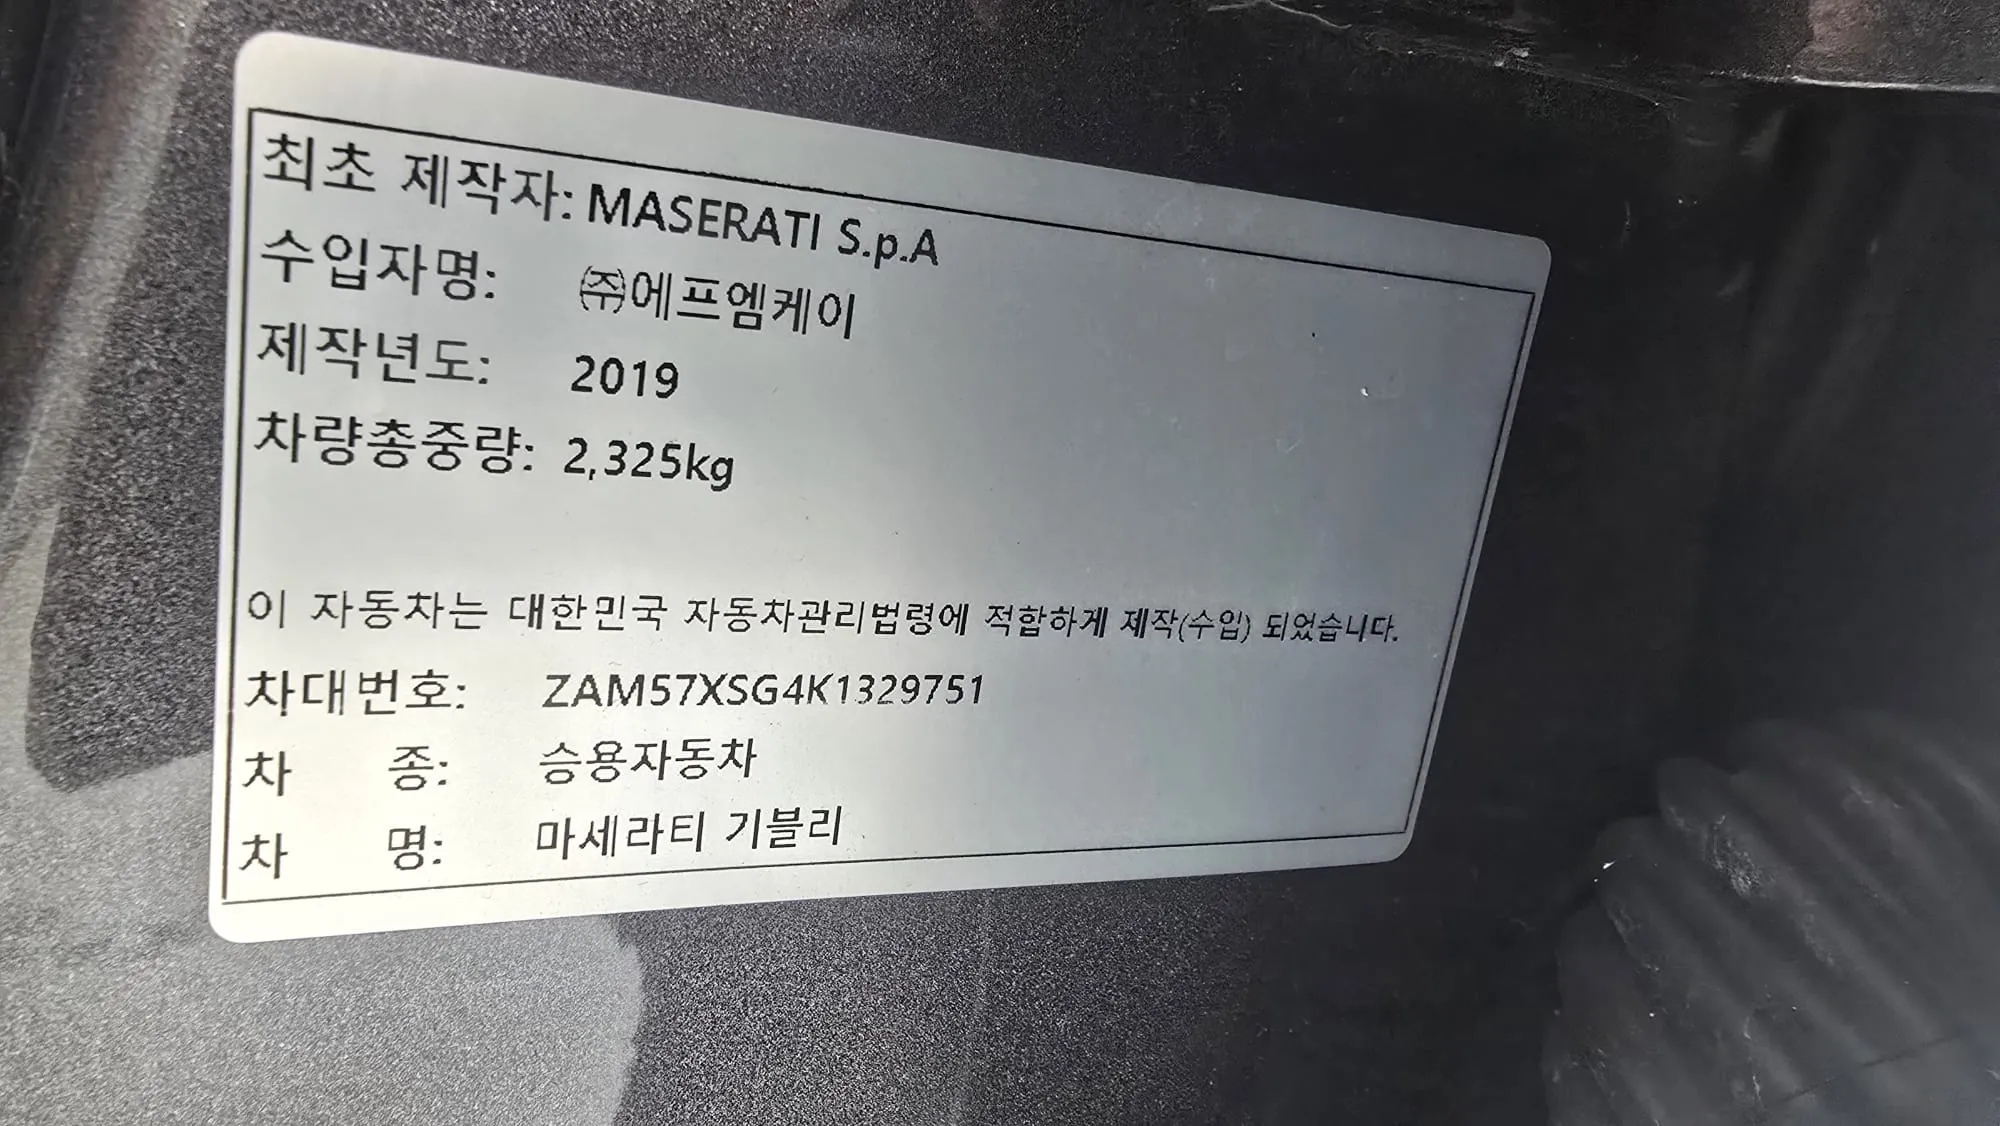 최초 제작자: MASERATI S.p.A
수입자명: ㈜에프엠케이
제작년도: 2019
차량총중량: 2,325kg
이 자동차는 대한민국 자동차관리법령에 적합하게 제작(수입) 되었습니다.
차대번호: ZAM57XSG4K1329751
차 종: 승용자동차
차 명: 마세라티 기블리